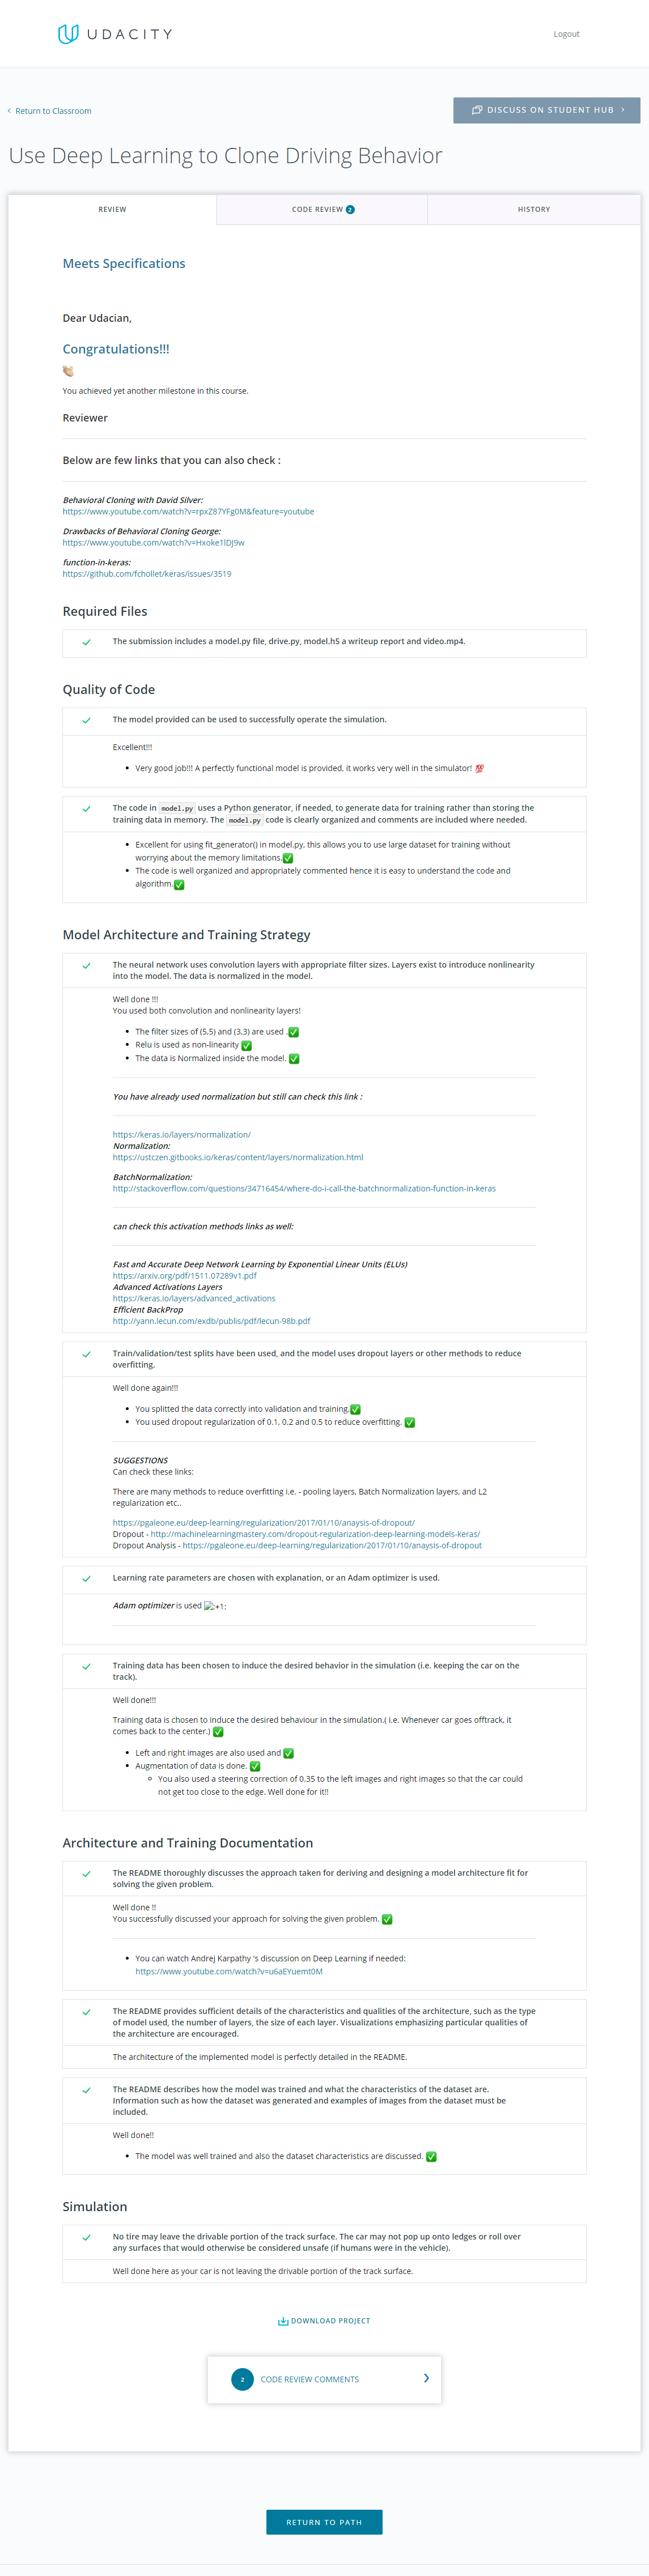 UDACITY
Logout
Return to Classroom
DISCUSS ON STUDENT HUB
Use Deep Learning to Clone Driving Behavior
REVIEW
CODE REVIEW 2
HISTORY
Meets Specifications
Dear Udacian,
Congratulations!!!
You achieved yet another milestone in this course.
Reviewer
Below are few links that you can also check :
Behavioral Cloning with David Silver:
https://www.youtube.com/watch?v=rpxZ87YFg0M&feature=youtube
Drawbacks of Behavioral Cloning George:
https://www.youtube.com/watch?v=Hxoke1lDJ9w
function-in-keras:
https://github.com/fchollet/keras/issues/3519
Required Files
The submission includes a model.py file, drive.py, model.h5 a writeup report and video.mp4.
Quality of Code
The model provided can be used to successfully operate the simulation.
Excellent!!!
Very good job!!! A perfectly functional model is provided, it works very well in the simulator! 💯
The code in model.py uses a Python generator, if needed, to generate data for training rather than storing the
training data in memory. The model.py code is clearly organized and comments are included where needed.
Excellent for using fit_generator() in model.py, this allows you to use large dataset for training without
worrying about the memory limitations.✅
The code is well organized and appropriately commented hence it is easy to understand the code and
algorithm.✅
Model Architecture and Training Strategy
The neural network uses convolution layers with appropriate filter sizes. Layers exist to introduce nonlinearity
into the model. The data is normalized in the model.
Well done !!!
You used both convolution and nonlinearity layers!
The filter sizes of (5,5) and (3,3) are used .✅
Relu is used as non-linearity ✅
The data is Normalized inside the model. ✅
You have already used normalization but still can check this link :
https://keras.io/layers/normalization/
Normalization:
https://ustczen.gitbooks.io/keras/content/layers/normalization.html
BatchNormalization:
http://stackoverflow.com/questions/34716454/where-do-i-call-the-batchnormalization-function-in-keras
can check this activation methods links as well:
Fast and Accurate Deep Network Learning by Exponential Linear Units (ELUs)
https://arxiv.org/pdf/1511.07289v1.pdf
Advanced Activations Layers
https://keras.io/layers/advanced_activations
Efficient BackProp
http://yann.lecun.com/exdb/publis/pdf/lecun-98b.pdf
Train/validation/test splits have been used, and the model uses dropout layers or other methods to reduce
overfitting.
Well done again!!!
You splitted the data correctly into validation and training.✅
You used dropout regularization of 0.1, 0.2 and 0.5 to reduce overfitting. ✅
SUGGESTIONS
Can check these links:
There are many methods to reduce overfitting i.e. - pooling layers, Batch Normalization layers, and L2
regularization etc..
https://pgaleone.eu/deep-learning/regularization/2017/01/10/anaysis-of-dropout/
Dropout - http://machinelearningmastery.com/dropout-regularization-deep-learning-models-keras/
Dropout Analysis - https://pgaleone.eu/deep-learning/regularization/2017/01/10/anaysis-of-dropout
Learning rate parameters are chosen with explanation, or an Adam optimizer is used.
Adam optimizer is used :+1:
Training data has been chosen to induce the desired behavior in the simulation (i.e. keeping the car on the
track).
Well done!!!
Training data is chosen to induce the desired behaviour in the simulation.( i.e. Whenever car goes offtrack, it
comes back to the center.) ✅
Left and right images are also used and ✅
Augmentation of data is done. ✅
You also used a steering correction of 0.35 to the left images and right images so that the car could
not get too close to the edge. Well done for it!!
Architecture and Training Documentation
The README thoroughly discusses the approach taken for deriving and designing a model architecture fit for
solving the given problem.
Well done !!
You successfully discussed your approach for solving the given problem. ✅
You can watch Andrej Karpathy 's discussion on Deep Learning if needed:
https://www.youtube.com/watch?v=u6aEYuemt0M
The README provides sufficient details of the characteristics and qualities of the architecture, such as the type
of model used, the number of layers, the size of each layer. Visualizations emphasizing particular qualities of
the architecture are encouraged.
The architecture of the implemented model is perfectly detailed in the README.
The README describes how the model was trained and what the characteristics of the dataset are.
Information such as how the dataset was generated and examples of images from the dataset must be
included.
Well done!!
The model was well trained and also the dataset characteristics are discussed. ✅
Simulation
No tire may leave the drivable portion of the track surface. The car may not pop up onto ledges or roll over
any surfaces that would otherwise be considered unsafe (if humans were in the vehicle).
Well done here as your car is not leaving the drivable portion of the track surface.
DOWNLOAD PROJECT
2 CODE REVIEW COMMENTS
RETURN TO PATH